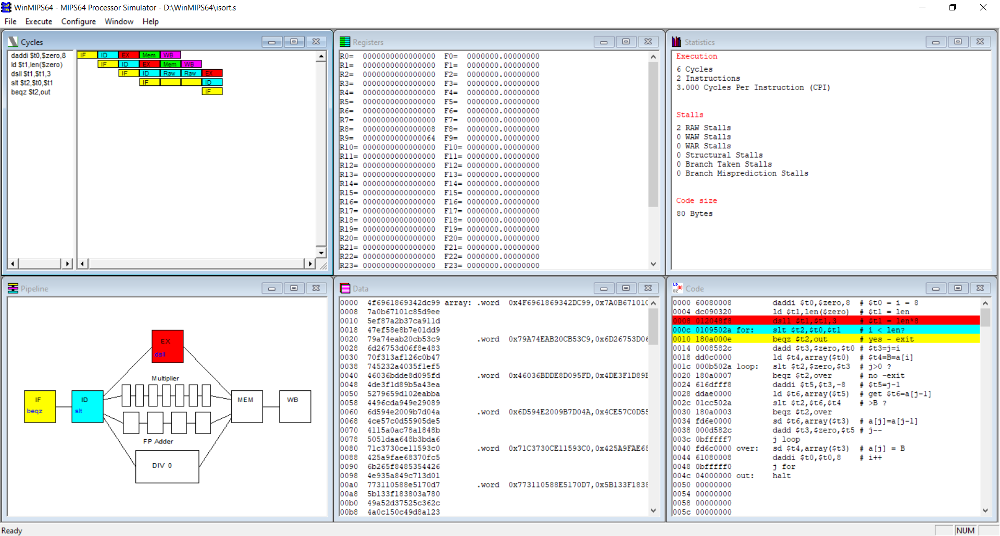 WinMIPS64 - MIPS64 Processor Simulator - D:\WinMIPS64\isort.s
File Execute Configure Window Help
Cycles
daddi $t0,$zero,8 IF ID EX Mem WB
ld $t1,len($zero) IF ID EX Mem WB
dsll $t1,$t1,3 IF ID Raw Raw EX
slt $t2,$t0,$t1 IF ID
beqz $t2,out IF
Registers
R0= 0000000000000000 F0= 0000000.00000000
R1= 0000000000000000 F1= 0000000.00000000
R2= 0000000000000000 F2= 0000000.00000000
R3= 0000000000000000 F3= 0000000.00000000
R4= 0000000000000000 F4= 0000000.00000000
R5= 0000000000000000 F5= 0000000.00000000
R6= 0000000000000000 F6= 0000000.00000000
R7= 0000000000000000 F7= 0000000.00000000
R8= 0000000000000008 F8= 0000000.00000000
R9= 0000000000000064 F9= 0000000.00000000
R10= 0000000000000000 F10= 0000000.00000000
R11= 0000000000000000 F11= 0000000.00000000
R12= 0000000000000000 F12= 0000000.00000000
R13= 0000000000000000 F13= 0000000.00000000
R14= 0000000000000000 F14= 0000000.00000000
R15= 0000000000000000 F15= 0000000.00000000
R16= 0000000000000000 F16= 0000000.00000000
R17= 0000000000000000 F17= 0000000.00000000
R18= 0000000000000000 F18= 0000000.00000000
R19= 0000000000000000 F19= 0000000.00000000
R20= 0000000000000000 F20= 0000000.00000000
R21= 0000000000000000 F21= 0000000.00000000
R22= 0000000000000000 F22= 0000000.00000000
R23= 0000000000000000 F23= 0000000.00000000
Statistics
Execution
6 Cycles
2 Instructions
3.000 Cycles Per Instruction (CPI)
Stalls
2 RAW Stalls
0 WAW Stalls
0 WAR Stalls
0 Structural Stalls
0 Branch Taken Stalls
0 Branch Misprediction Stalls
Code size
80 Bytes
Pipeline
EX
dsll
Multiplier
IF
beqz
ID
slt
MEM
WB
FP Adder
DIV 0
Data
0000 4f6961869342dc99 array: .word 0x4F6961869342DC99,0x7A0B67101C
0008 7a0b67101c85d9ee
0010 5ef87a2b37ca911d
0018 47ef58e8b7e01dd9
0020 79a74eab20cb53c9 .word 0x79A74EAB20CB53C9,0x6D26753D06
0028 6d26753d06f8e483
0030 70f313af126c0b47
0038 745232a4035f1ef5
0040 46036bdde8d095fd .word 0x46036BDDE8D095FD,0x4DE3F1D89B
0048 4de3f1d89b5a43ea
0050 5279659d102eabba
0058 4496cda949e29089
0060 6d594e2009b7d04a .word 0x6D594E2009B7D04A,0x4CE57C0D55
0068 4ce57c0d55905de5
0070 4115a0ac78a1848b
0078 5051daa648b3bda6
0080 71c3730ce11593c0 .word 0x71C3730CE11593C0,0x425A9FAE68
0088 425a9fae68370fc5
0090 6b265f8485354426
0098 4e935a849c713d01
00a0 773110588e5170d7 .word 0x773110588E5170D7,0x5B133F1838
00a8 5b133f183803a780
00b0 49a52d37525c362c
00b8 4a0c150c49d8a123
Code
0000 60080008 daddi $t0,$zero,8 # $t0 = i = 8
0004 dc090320 ld $t1,len($zero) # $t1 = len
0008 012048f8 dsll $t1,$t1,3 # $t1 = len*8
000c 0109502a for: slt $t2,$t0,$t1 # i < len?
0010 180a000e beqz $t2,out # yes - exit
0014 0008582c dadd $t3,$zero,$t0 # $t3=j=i
0018 dd0c0000 ld $t4,array($t0) # $t4=B=a[i]
001c 000b502a loop: slt $t2,$zero,$t3 # j>0 ?
0020 180a0007 beqz $t2,over # no -exit
0024 616dfff8 daddi $t5,$t3,-8 # $t5=j-1
0028 ddae0000 ld $t6,array($t5) # get $t6=a[j-1]
002c 01cc502a slt $t2,$t6,$t4 # >B ?
0030 180a0003 beqz $t2,over
0034 fd6e0000 sd $t6,array($t3) # a[j]=a[j-1]
0038 000d582c dadd $t3,$zero,$t5 # j--
003c 0bfffff7 j loop
0040 fd6c0000 over: sd $t4,array($t3) # a[j] = B
0044 61080008 daddi $t0,$t0,8 # i++
0048 0bfffff0 j for
004c 04000000 out: halt
0050 00000000
0054 00000000
0058 00000000
005c 00000000
Ready
NUM